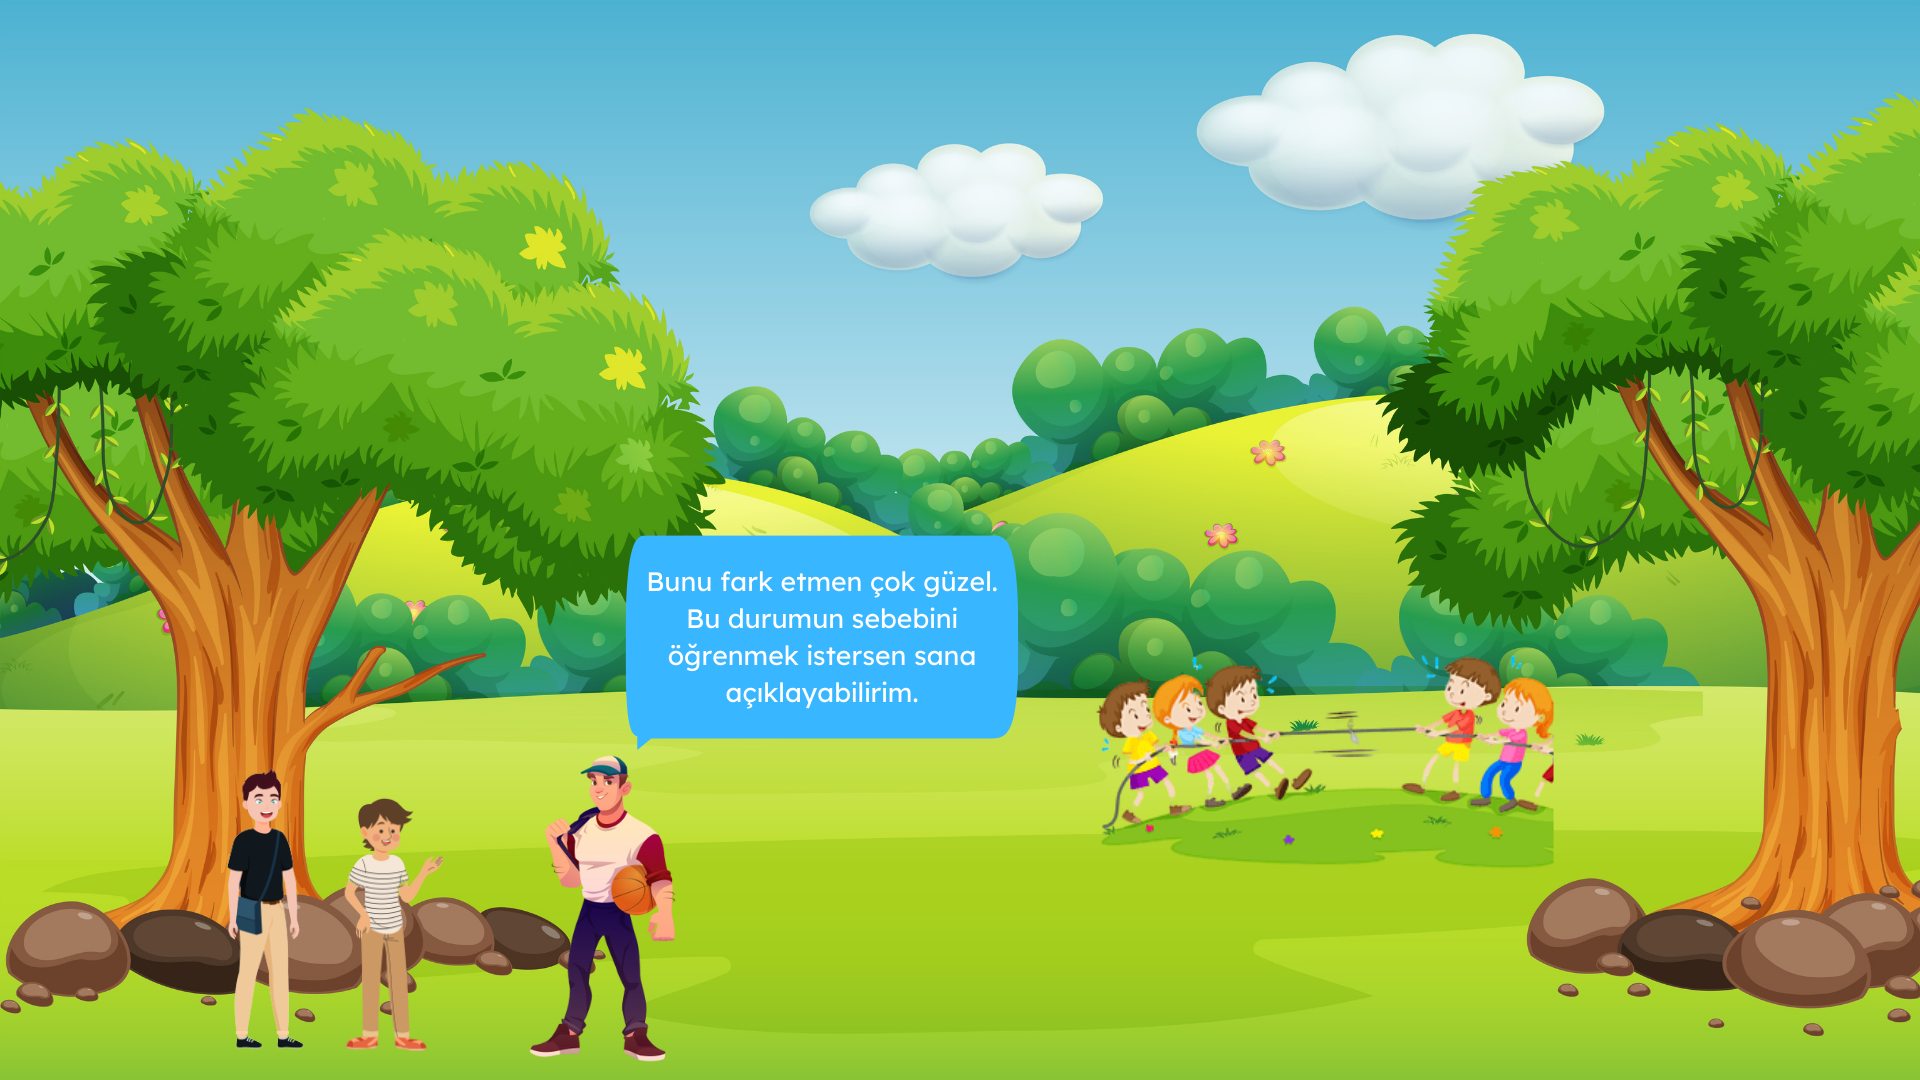 Bunu fark etmen çok güzel.
Bu durumun sebebini
öğrenmek istersen sana
açıklayabilirim.